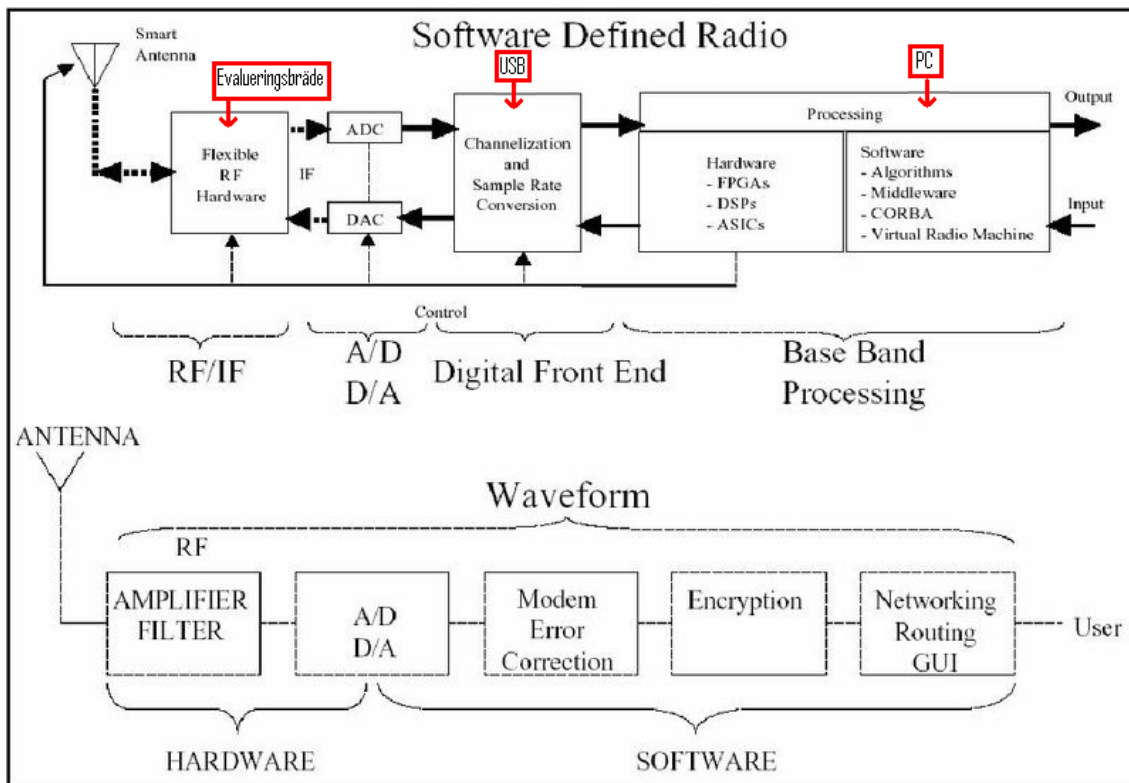 Software Defined Radio
Smart
Antenna
Evalueringsbräde
USB
PC
Flexible
RF
Hardware
IF
ADC
DAC
Channelization
and
Sample Rate
Conversion
Processing
Hardware
- FPGAs
- DSPs
- ASICs
Software
- Algorithms
- Middleware
- CORBA
- Virtual Radio Machine
Output
Input
Control
RF/IF
A/D
D/A
Digital Front End
Base Band
Processing
ANTENNA
Waveform
RF
AMPLIFIER
FILTER
A/D
D/A
Modem
Error
Correction
Encryption
Networking
Routing
GUI
User
HARDWARE
SOFTWARE